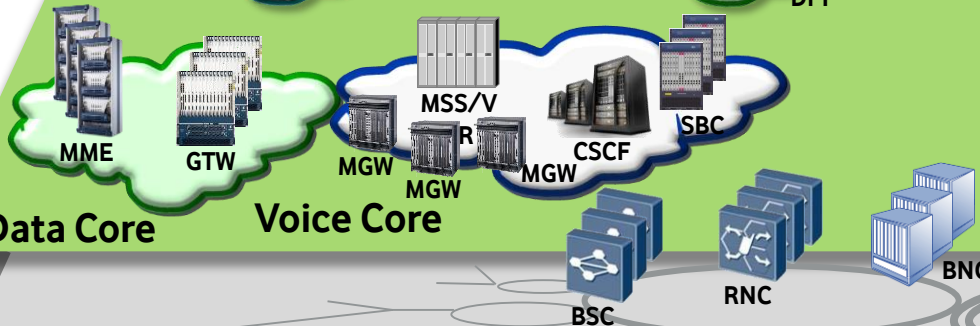 MSS/V
R
MME
GTW
MGW
MGW
MGW
CSCF
SBC
Data Core
Voice Core
BSC
RNC